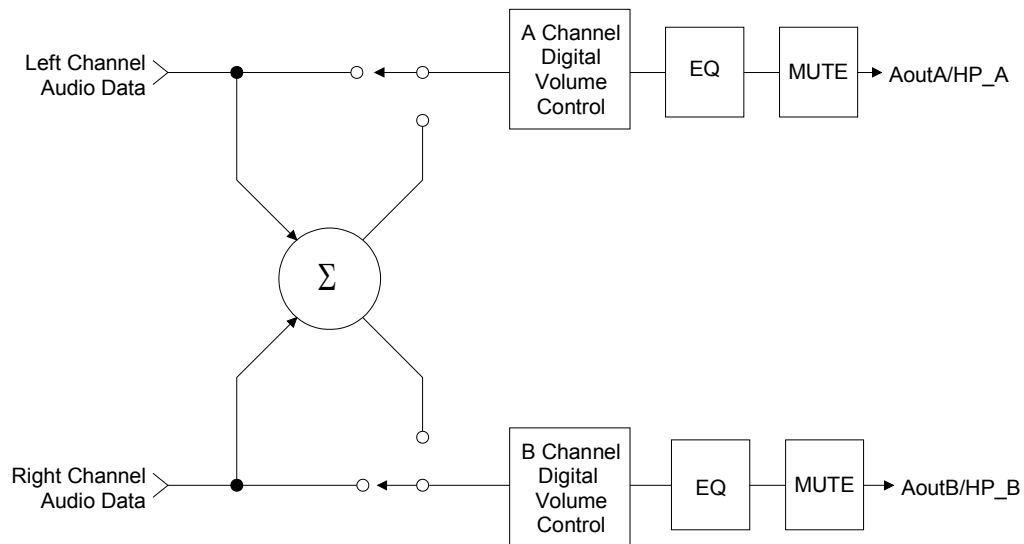 Left Channel
Audio Data
A Channel
Digital
Volume
Control
EQ
MUTE
AoutA/HP_A
Σ
Right Channel
Audio Data
B Channel
Digital
Volume
Control
EQ
MUTE
AoutB/HP_B